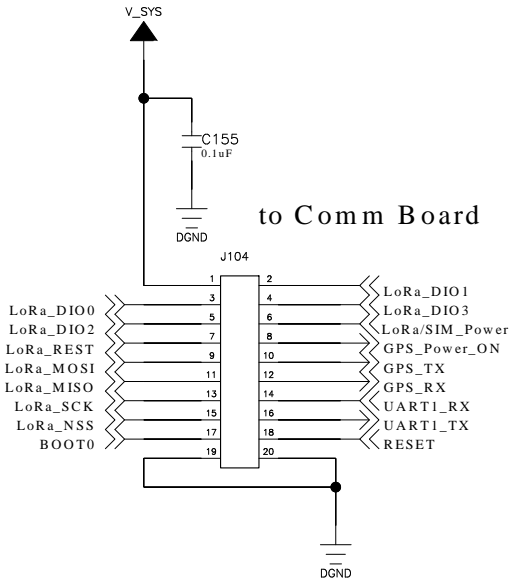 V_SYS
C155
0.1uF
DGND
to Comm Board
J104
1 2
3 4 LoRa_DIO1
LoRa_DIO0 5 6 LoRa_DIO3
LoRa_DIO2 7 8 LoRa/SIM_Power
LoRa_REST 9 10 GPS_Power_ON
LoRa_MOSI 11 12 GPS_TX
LoRa_MISO 13 14 GPS_RX
LoRa_SCK 15 16 UART1_RX
LoRa_NSS 17 18 UART1_TX
BOOT0 19 20 RESET
DGND